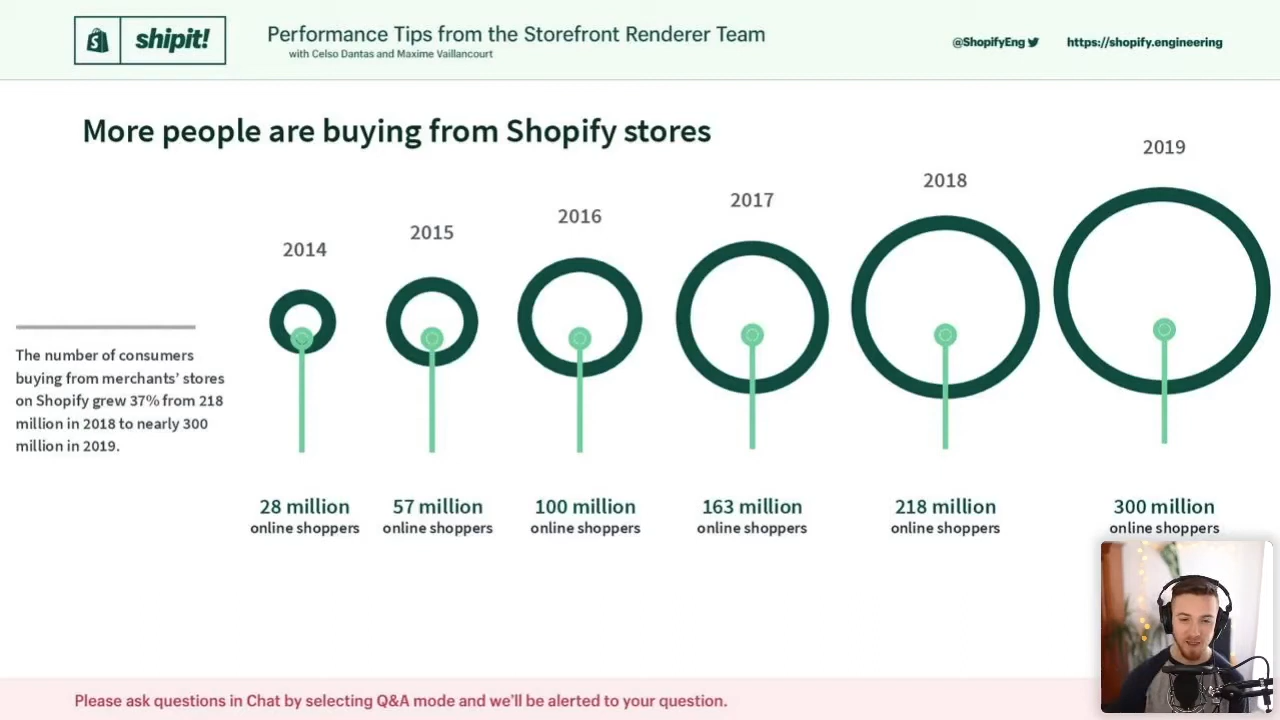 shipit!
Performance Tips from the Storefront Renderer Team
with Celso Dantas and Maxime Vaillancourt
@ShopifyEng
https://shopify.engineering
More people are buying from Shopify stores
2014
2015
2016
2017
2018
2019
The number of consumers
buying from merchants’ stores
on Shopify grew 37% from 218
million in 2018 to nearly 300
million in 2019.
28 million
online shoppers
57 million
online shoppers
100 million
online shoppers
163 million
online shoppers
218 million
online shoppers
300 million
online shoppers
Please ask questions in Chat by selecting Q&A mode and we'll be alerted to your question.